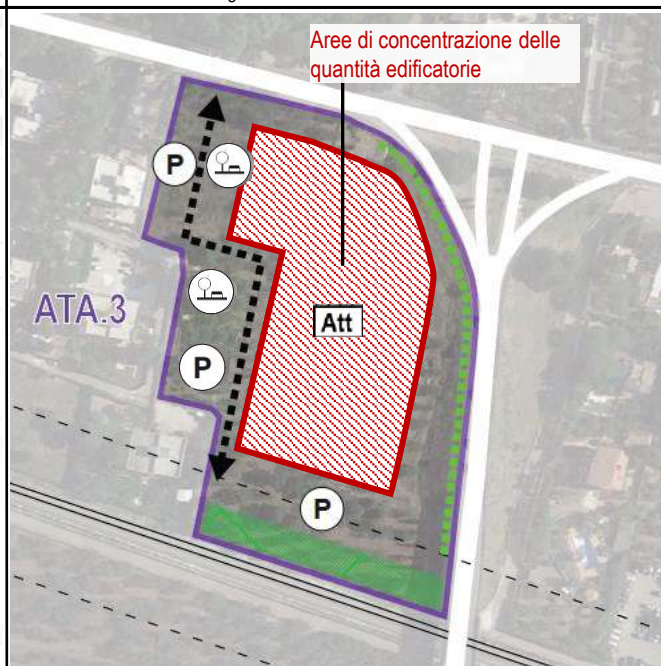 Aree di concentrazione delle
quantità edificatorie
P
ATA.3
Att
P
P